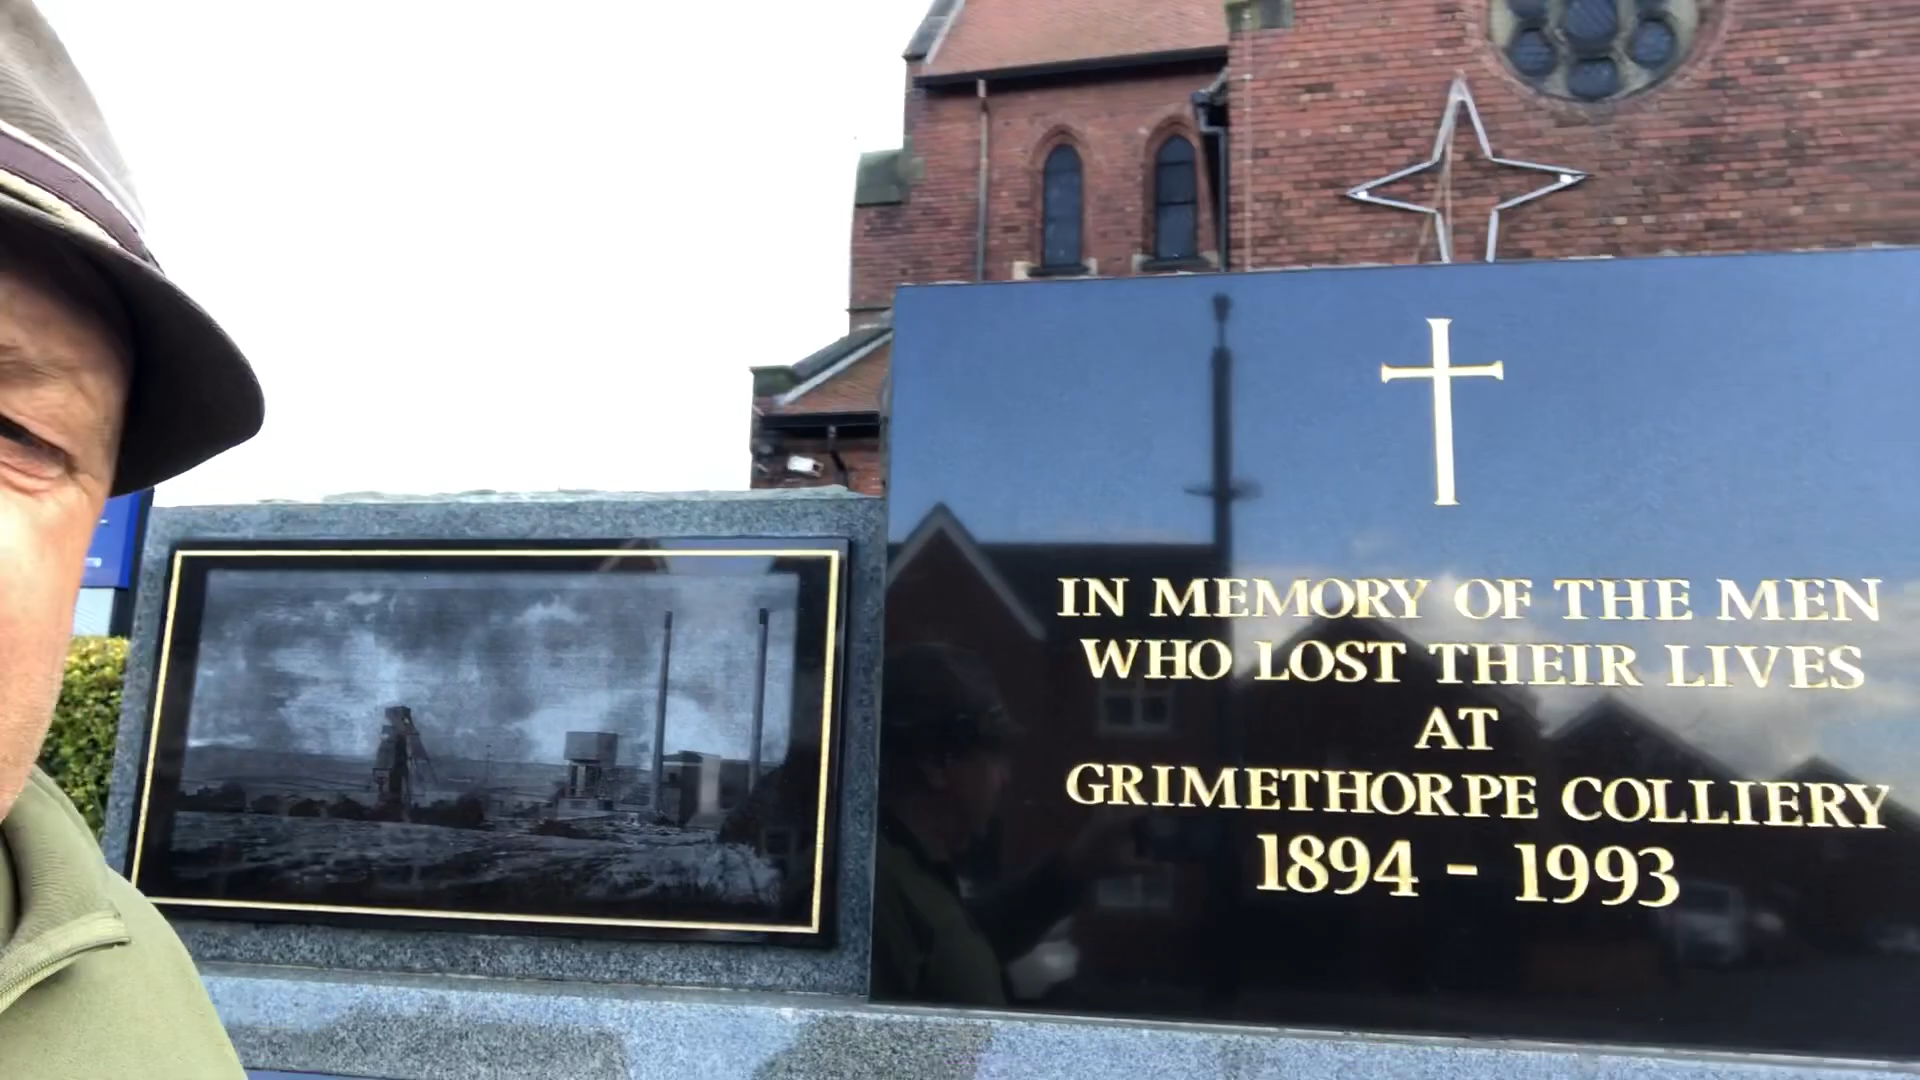 IN MEMORY OF THE MEN
WHO LOST THEIR LIVES
AT
GRIMETHORPE COLLIERY
1894 - 1993